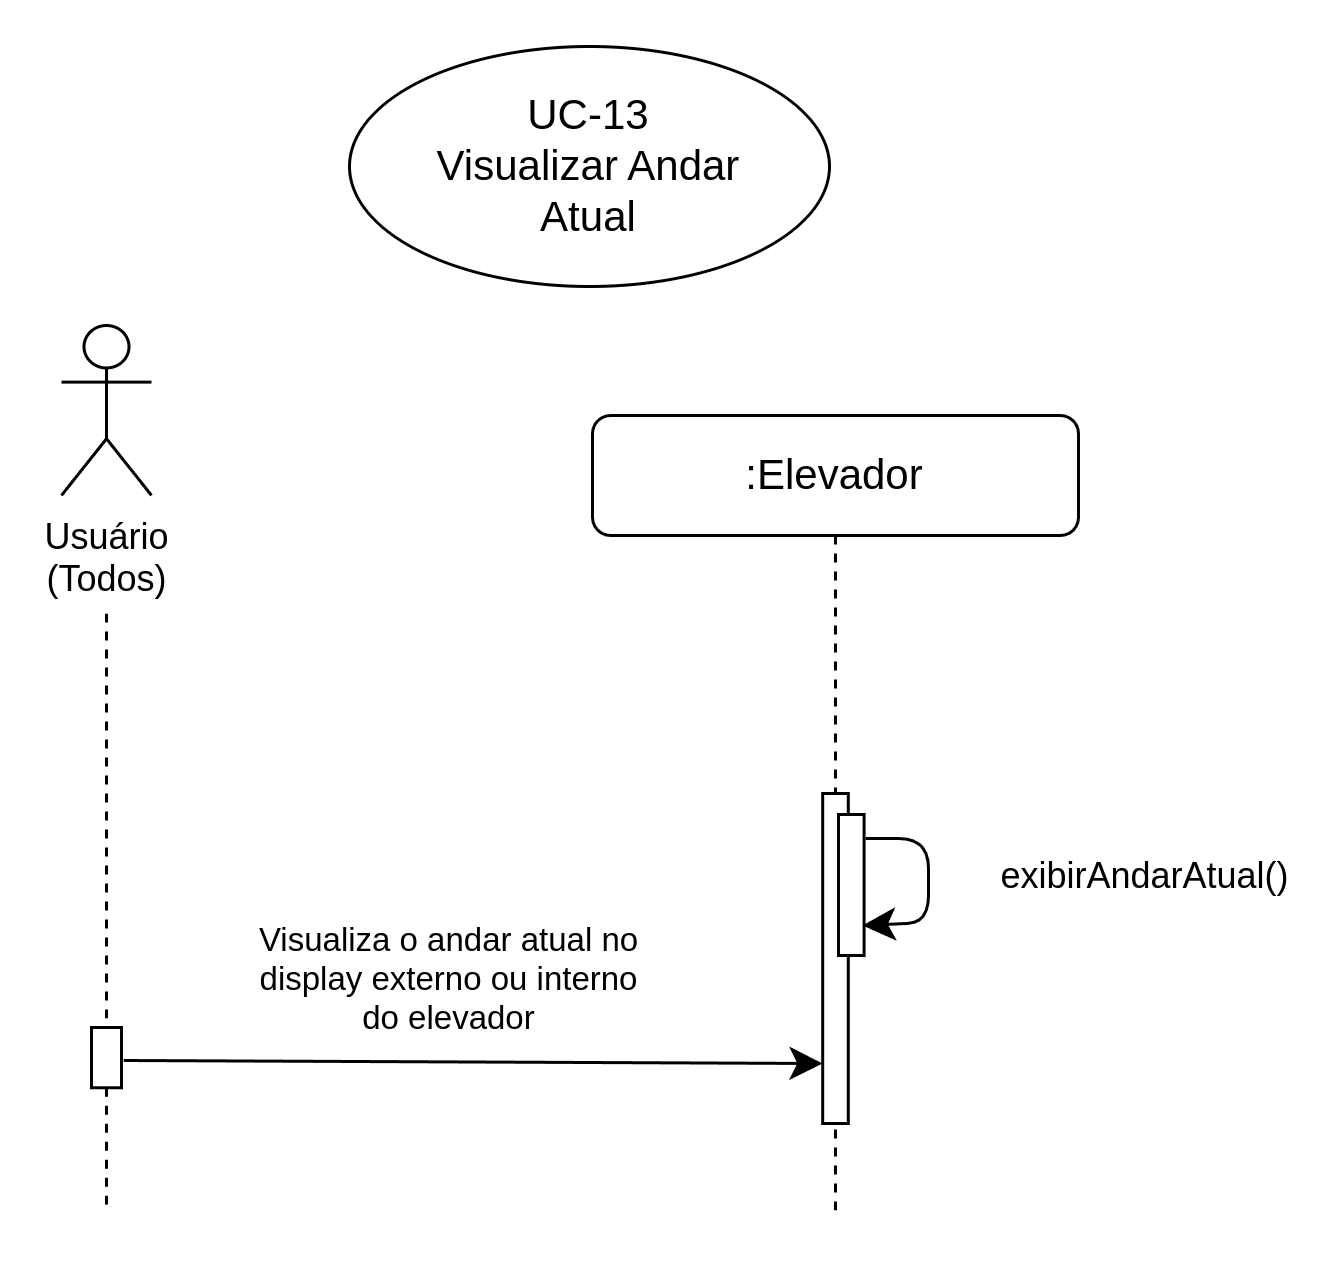 UC-13
Visualizar Andar
Atual
Usuário
(Todos)
:Elevador
exibirAndarAtual()
Visualiza o andar atual no
display externo ou interno
do elevador